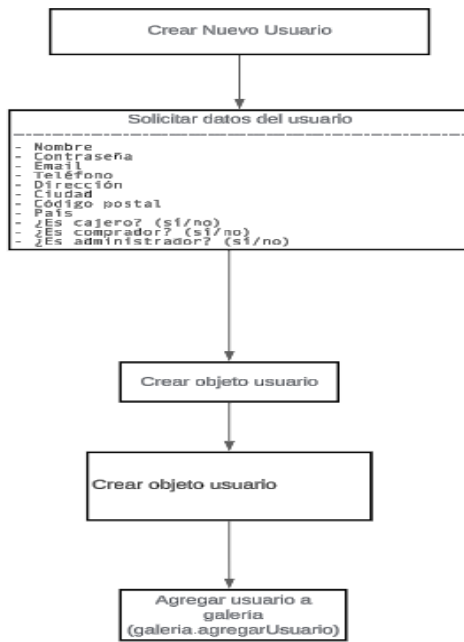 Crear Nuevo Usuario
Solicitar datos del usuario
- Nombre
- Contraseña
- Email
- Teléfono
- Dirección
- Ciudad
- Código postal
- País
- ¿Es cajero? (sí/no)
- ¿Es comprador? (sí/no)
- ¿Es administrador? (sí/no)
Crear objeto usuario
Crear objeto usuario
Agregar usuario a
galería
(galeria.agregarUsuario)